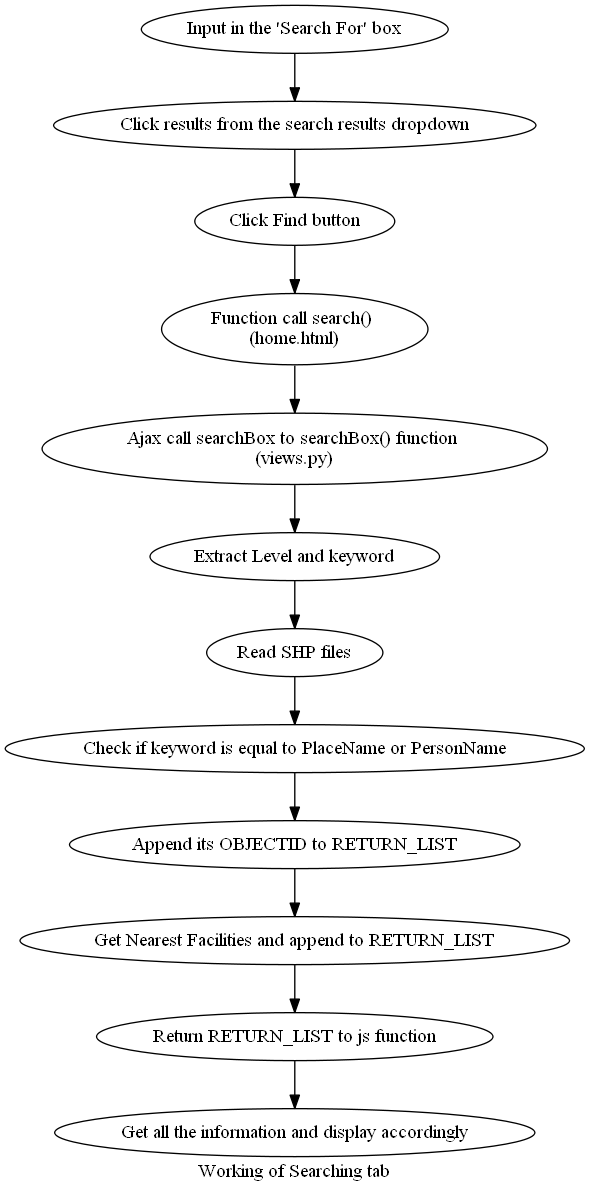 Input in the 'Search For' box
Click results from the search results dropdown
Click Find button
Function call search()
(home.html)
Ajax call searchBox to searchBox() function
(views.py)
Extract Level and keyword
Read SHP files
Check if keyword is equal to PlaceName or PersonName
Append its OBJECTID to RETURN_LIST
Get Nearest Facilities and append to RETURN_LIST
Return RETURN_LIST to js function
Get all the information and display accordingly
Working of Searching tab